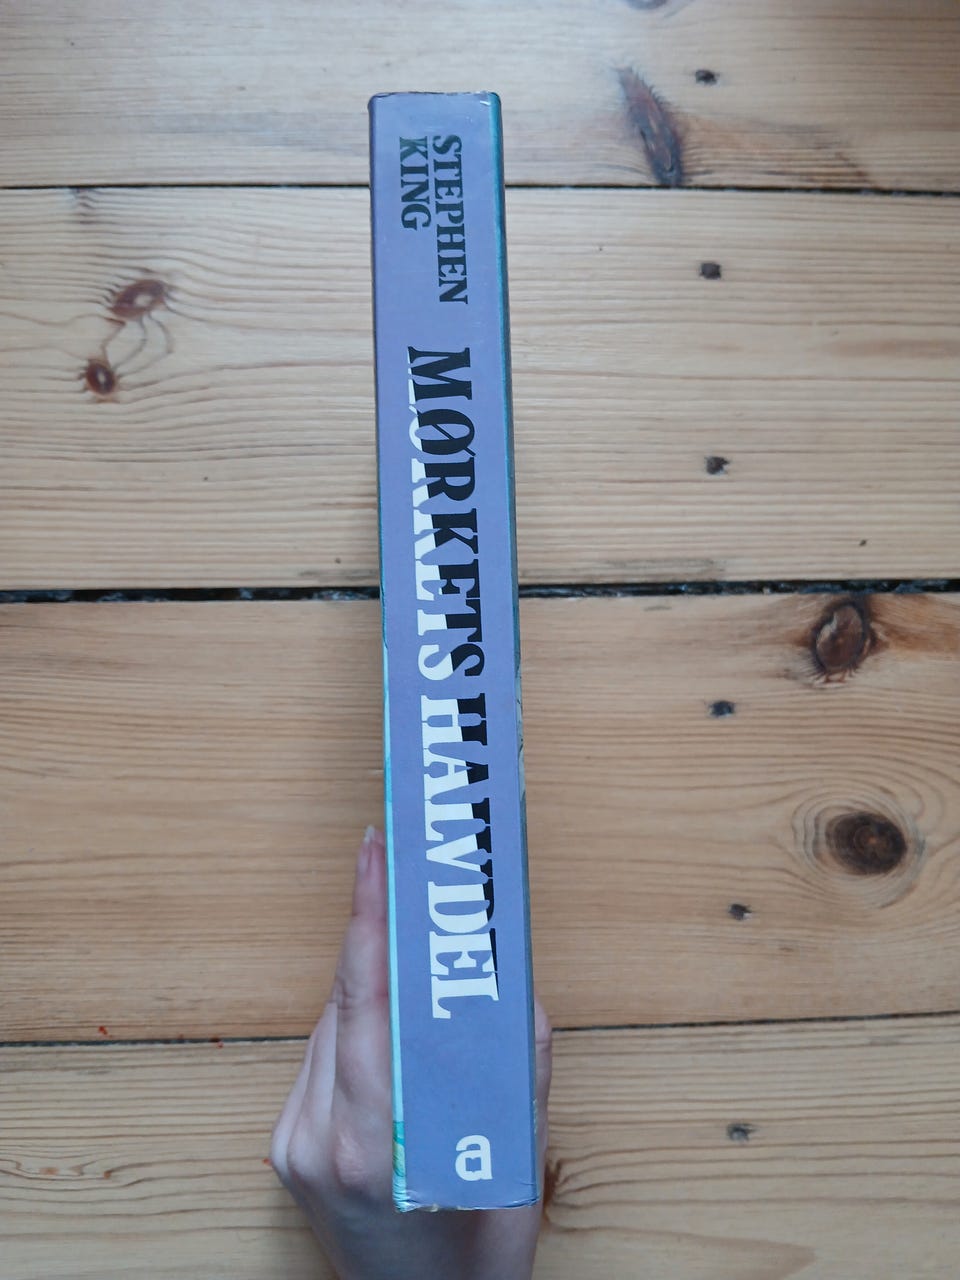 STEPHEN
KING
MØRKETS HALVDEL
a